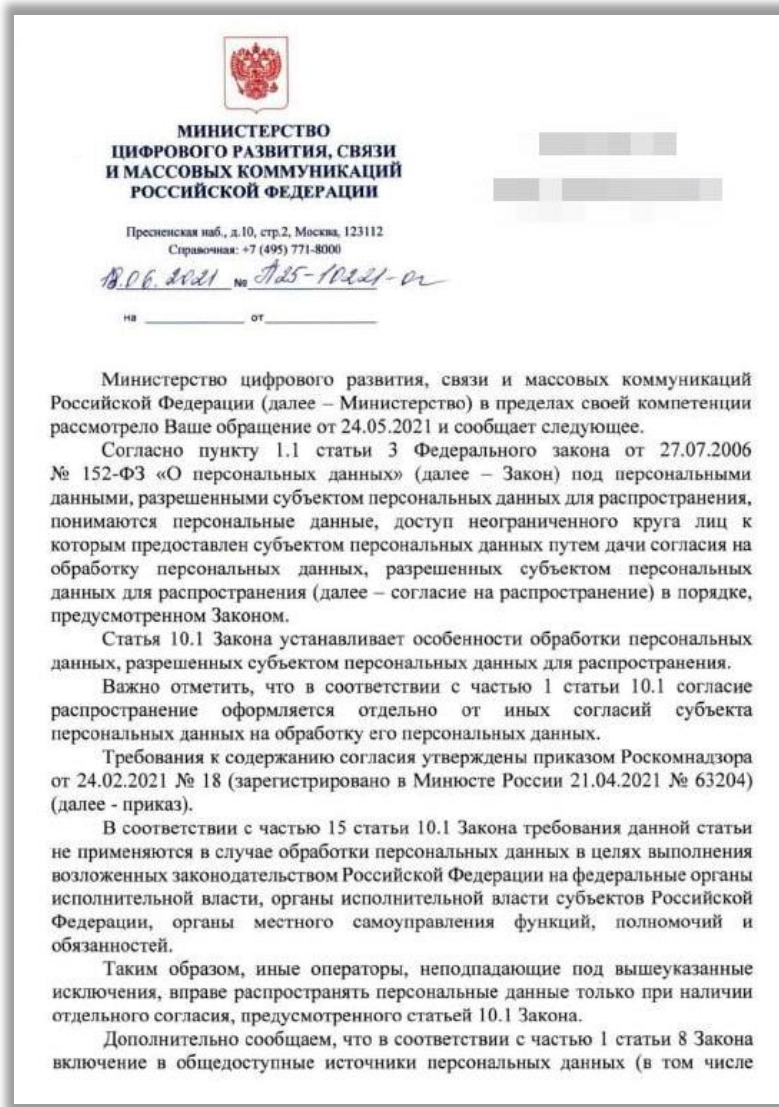 МИНИСТЕРСТВО
ЦИФРОВОГО РАЗВИТИЯ, СВЯЗИ
И МАССОВЫХ КОММУНИКАЦИЙ
РОССИЙСКОЙ ФЕДЕРАЦИИ
Пресненская наб., д.10, стр.2, Москва, 123112
Справочная: +7 (495) 771-8000
18.06.2021 № П25-10221-ог
на ____________ от ____________
Министерство цифрового развития, связи и массовых коммуникаций
Российской Федерации (далее – Министерство) в пределах своей компетенции
рассмотрело Ваше обращение от 24.05.2021 и сообщает следующее.
Согласно пункту 1.1 статьи 3 Федерального закона от 27.07.2006
№ 152-ФЗ «О персональных данных» (далее – Закон) под персональными
данными, разрешенными субъектом персональных данных для распространения,
понимаются персональные данные, доступ неограниченного круга лиц к
которым предоставлен субъектом персональных данных путем дачи согласия на
обработку персональных данных, разрешенных субъектом персональных
данных для распространения (далее – согласие на распространение) в порядке,
предусмотренном Законом.
Статья 10.1 Закона устанавливает особенности обработки персональных
данных, разрешенных субъектом персональных данных для распространения.
Важно отметить, что в соответствии с частью 1 статьи 10.1 согласие
распространение оформляется отдельно от иных согласий субъекта
персональных данных на обработку его персональных данных.
Требования к содержанию согласия утверждены приказом Роскомнадзора
от 24.02.2021 № 18 (зарегистрировано в Минюсте России 21.04.2021 № 63204)
(далее - приказ).
В соответствии с частью 15 статьи 10.1 Закона требования данной статьи
не применяются в случае обработки персональных данных в целях выполнения
возложенных законодательством Российской Федерации на федеральные органы
исполнительной власти, органы исполнительной власти субъектов Российской
Федерации, органы местного самоуправления функций, полномочий и
обязанностей.
Таким образом, иные операторы, неподпадающие под вышеуказанные
исключения, вправе распространять персональные данные только при наличии
отдельного согласия, предусмотренного статьей 10.1 Закона.
Дополнительно сообщаем, что в соответствии с частью 1 статьи 8 Закона
включение в общедоступные источники персональных данных (в том числе